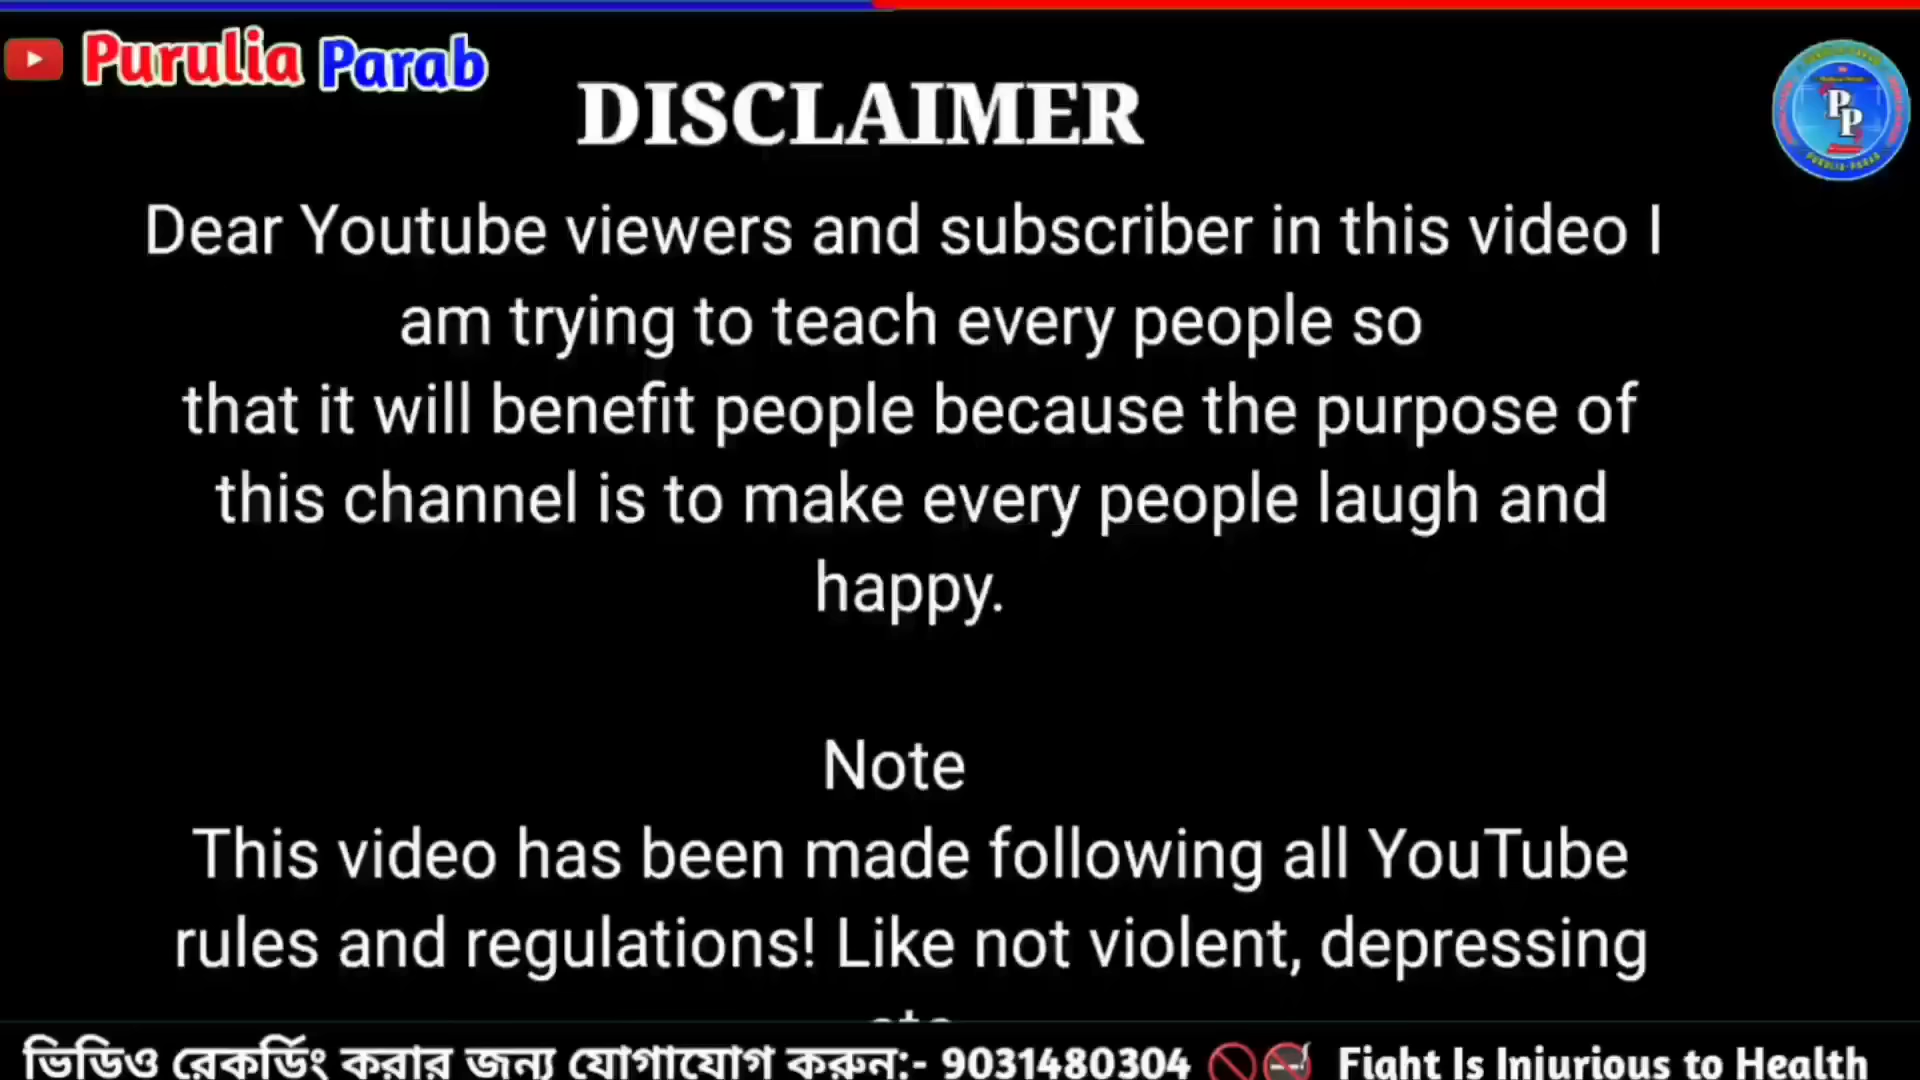 Purulia Parab
DISCLAIMER
Dear Youtube viewers and subscriber in this video I
am trying to teach every people so
that it will benefit people because the purpose of
this channel is to make every people laugh and
happy.
Note
This video has been made following all YouTube
rules and regulations! Like not violent, depressing
PP
PURULIA PARAB
ভিডিও রেকর্ডিং করার জন্য যোগাযোগ করুন:- 9031480304 Fight Is Injurious to Health